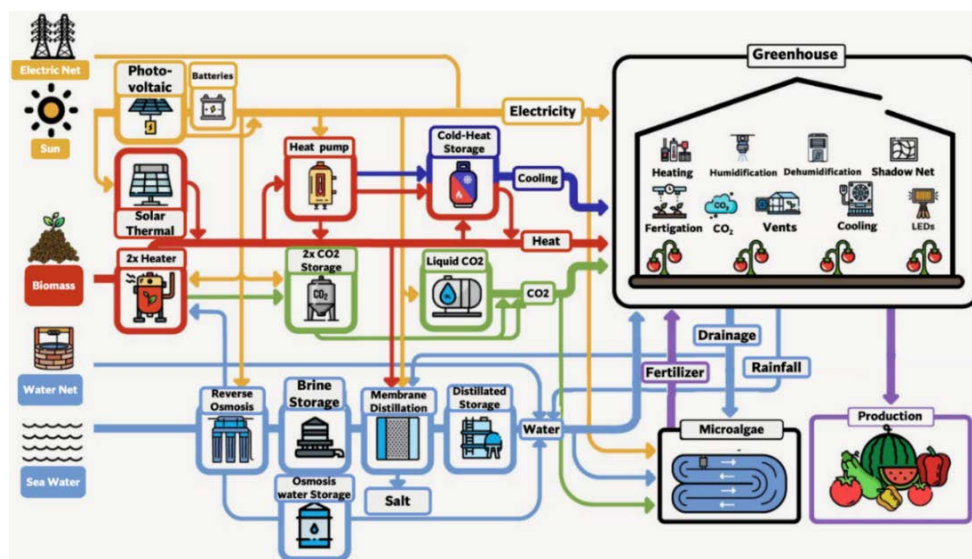 Greenhouse
Electric Net
Photo-
voltaic
Batteries
Electricity
Sun
Heat pump
Cold-Heat
Storage
Cooling
Heating
Humidification
Dehumidification
Shadow Net
Fertigation
CO₂
CO₂
Vents
Cooling
LEDs
Solar
Thermal
Heat
Biomass
2x Heater
2x CO2
Storage
CO₂
Liquid CO2
CO2
Drainage
Rainfall
Fertilizer
Water Net
Reverse
Osmosis
Brine
Storage
Membrane
Distillation
Distillated
Storage
Water
Microalgae
Production
Sea Water
Osmosis
water Storage
Salt